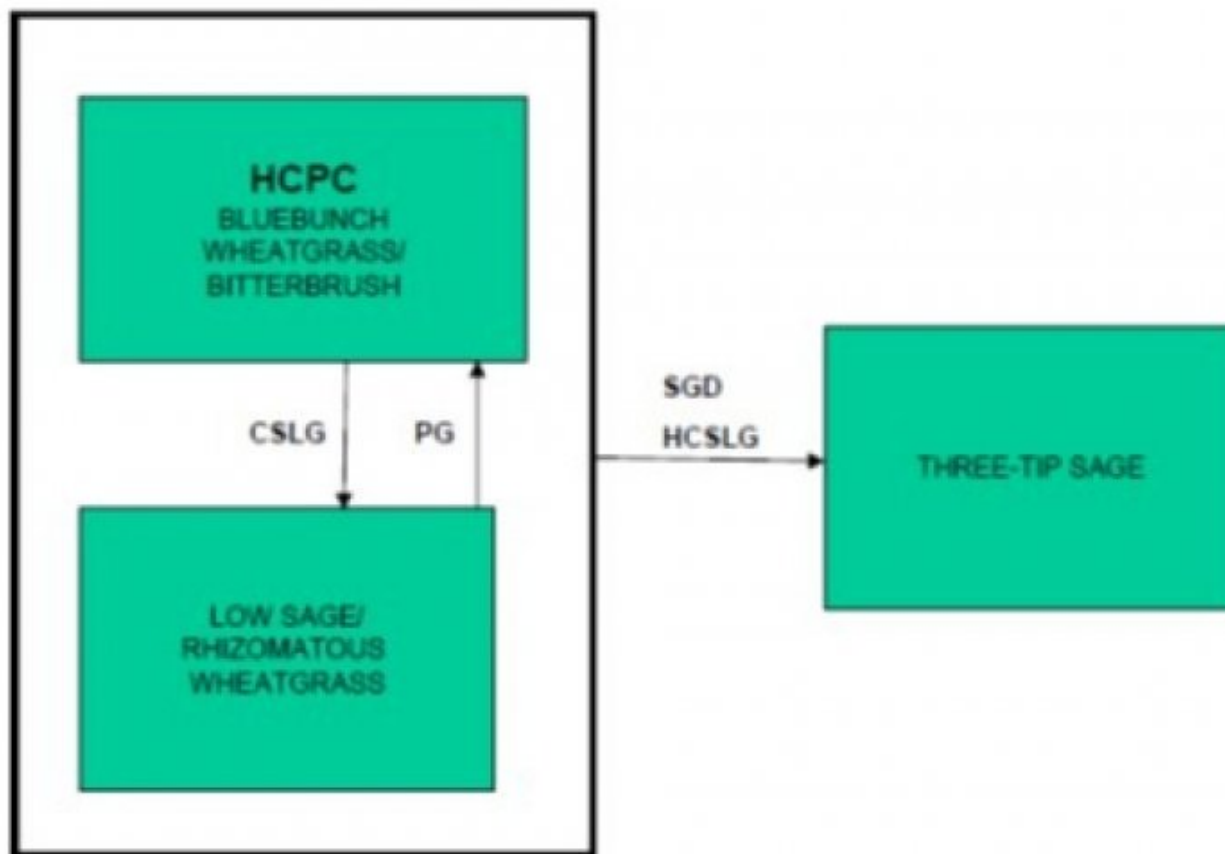 HCPC
BLUEBUNCH
WHEATGRASS/
BITTERBRUSH
CSLG
PG
LOW SAGE/
RHIZOMATOUS
WHEATGRASS
SGD
HCSLG
THREE-TIP SAGE